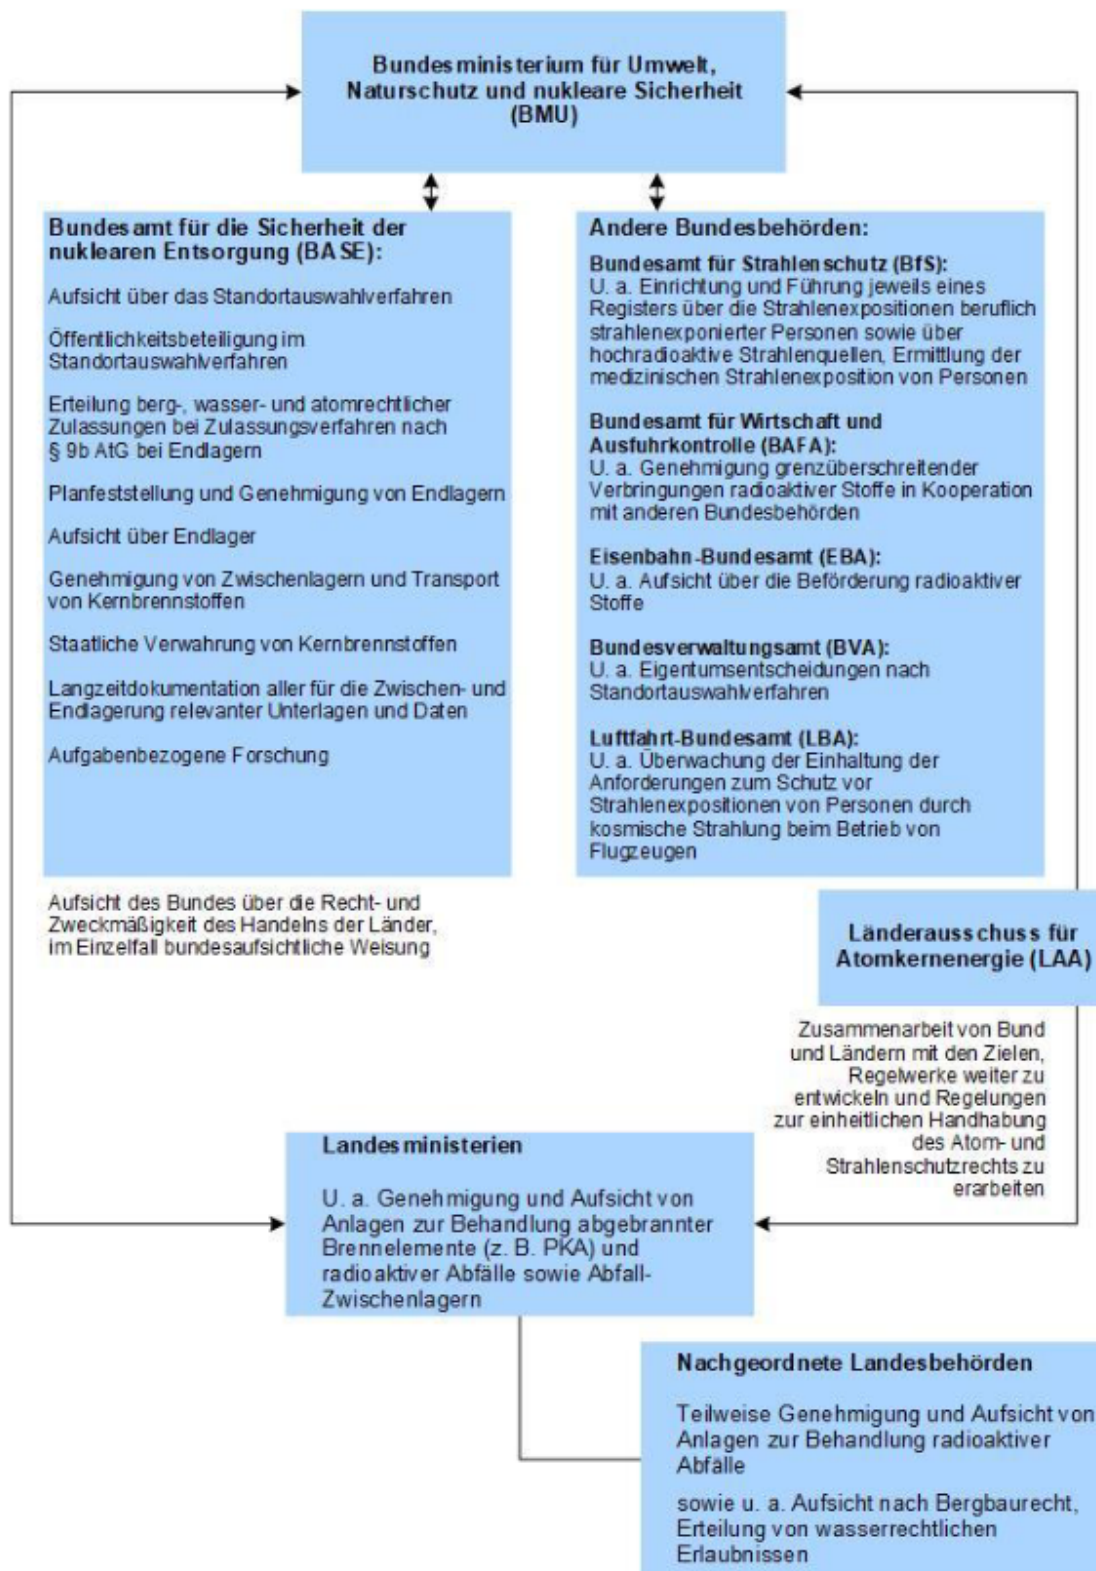 Bundesministerium für Umwelt,
Naturschutz und nukleare Sicherheit
(BMU)
Bundesamt für die Sicherheit der
nuklearen Entsorgung (BASE):
Aufsicht über das Standortauswahlverfahren
Öffentlichkeitsbeteiligung im
Standortauswahlverfahren
Erteilung berg-, wasser- und atomrechtlicher
Zulassungen bei Zulassungsverfahren nach
§ 9b AtG bei Endlagern
Planfeststellung und Genehmigung von Endlagern
Aufsicht über Endlager
Genehmigung von Zwischenlagern und Transport
von Kernbrennstoffen
Staatliche Verwahrung von Kernbrennstoffen
Langzeitdokumentation aller für die Zwischen- und
Endlagerung relevanter Unterlagen und Daten
Aufgabenbezogene Forschung
Andere Bundesbehörden:
Bundesamt für Strahlenschutz (BfS):
U. a. Einrichtung und Führung jeweils eines
Registers über die Strahlenexpositionen beruflich
strahlenexponierter Personen sowie über
hochradioaktive Strahlenquellen, Ermittlung der
medizinischen Strahlenexposition von Personen
Bundesamt für Wirtschaft und
Ausfuhrkontrolle (BAFA):
U. a. Genehmigung grenzüberschreitender
Verbringungen radioaktiver Stoffe in Kooperation
mit anderen Bundesbehörden
Eisenbahn-Bundesamt (EBA):
U. a. Aufsicht über die Beförderung radioaktiver
Stoffe
Bundesverwaltungsamt (BVA):
U. a. Eigentumsentscheidungen nach
Standortauswahlverfahren
Luftfahrt-Bundesamt (LBA):
U. a. Überwachung der Einhaltung der
Anforderungen zum Schutz vor
Strahlenexpositionen von Personen durch
kosmische Strahlung beim Betrieb von
Flugzeugen
Aufsicht des Bundes über die Recht- und
Zweckmäßigkeit des Handelns der Länder,
im Einzelfall bundesaufsichtliche Weisung
Länderausschuss für
Atomkernenergie (LAA)
Zusammenarbeit von Bund
und Ländern mit den Zielen,
Regelwerke weiter zu
entwickeln und Regelungen
zur einheitlichen Handhabung
des Atom- und
Strahlenschutzrechts zu
erarbeiten
Landesministerien
U. a. Genehmigung und Aufsicht von
Anlagen zur Behandlung abgebrannter
Brennelemente (z. B. PKA) und
radioaktiver Abfälle sowie Abfall-
Zwischenlagern
Nachgeordnete Landesbehörden
Teilweise Genehmigung und Aufsicht von
Anlagen zur Behandlung radioaktiver
Abfälle
sowie u. a. Aufsicht nach Bergbaurecht,
Erteilung von wasserrechtlichen
Erlaubnissen